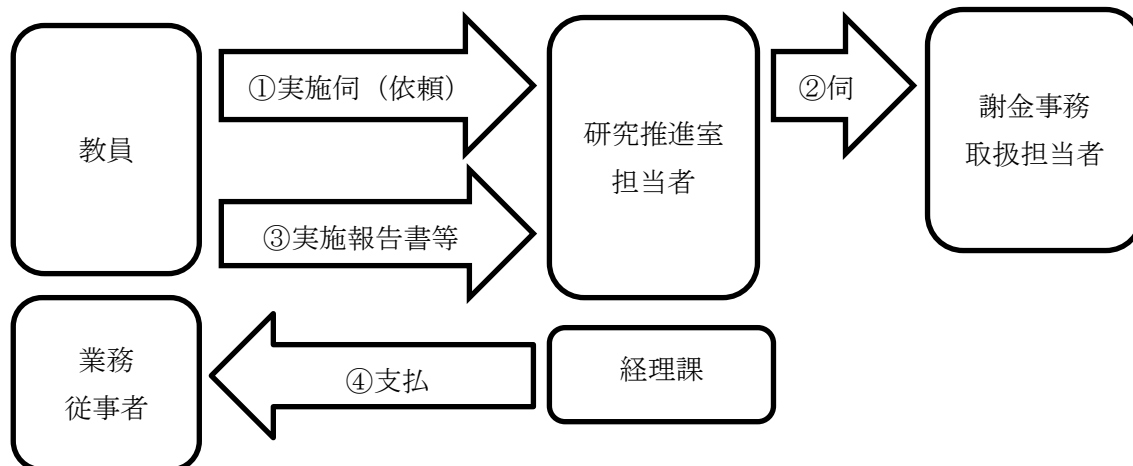 教員
①実施伺（依頼）
研究推進室
担当者
②伺
謝金事務
取扱担当者
③実施報告書等
業務
従事者
④支払
経理課